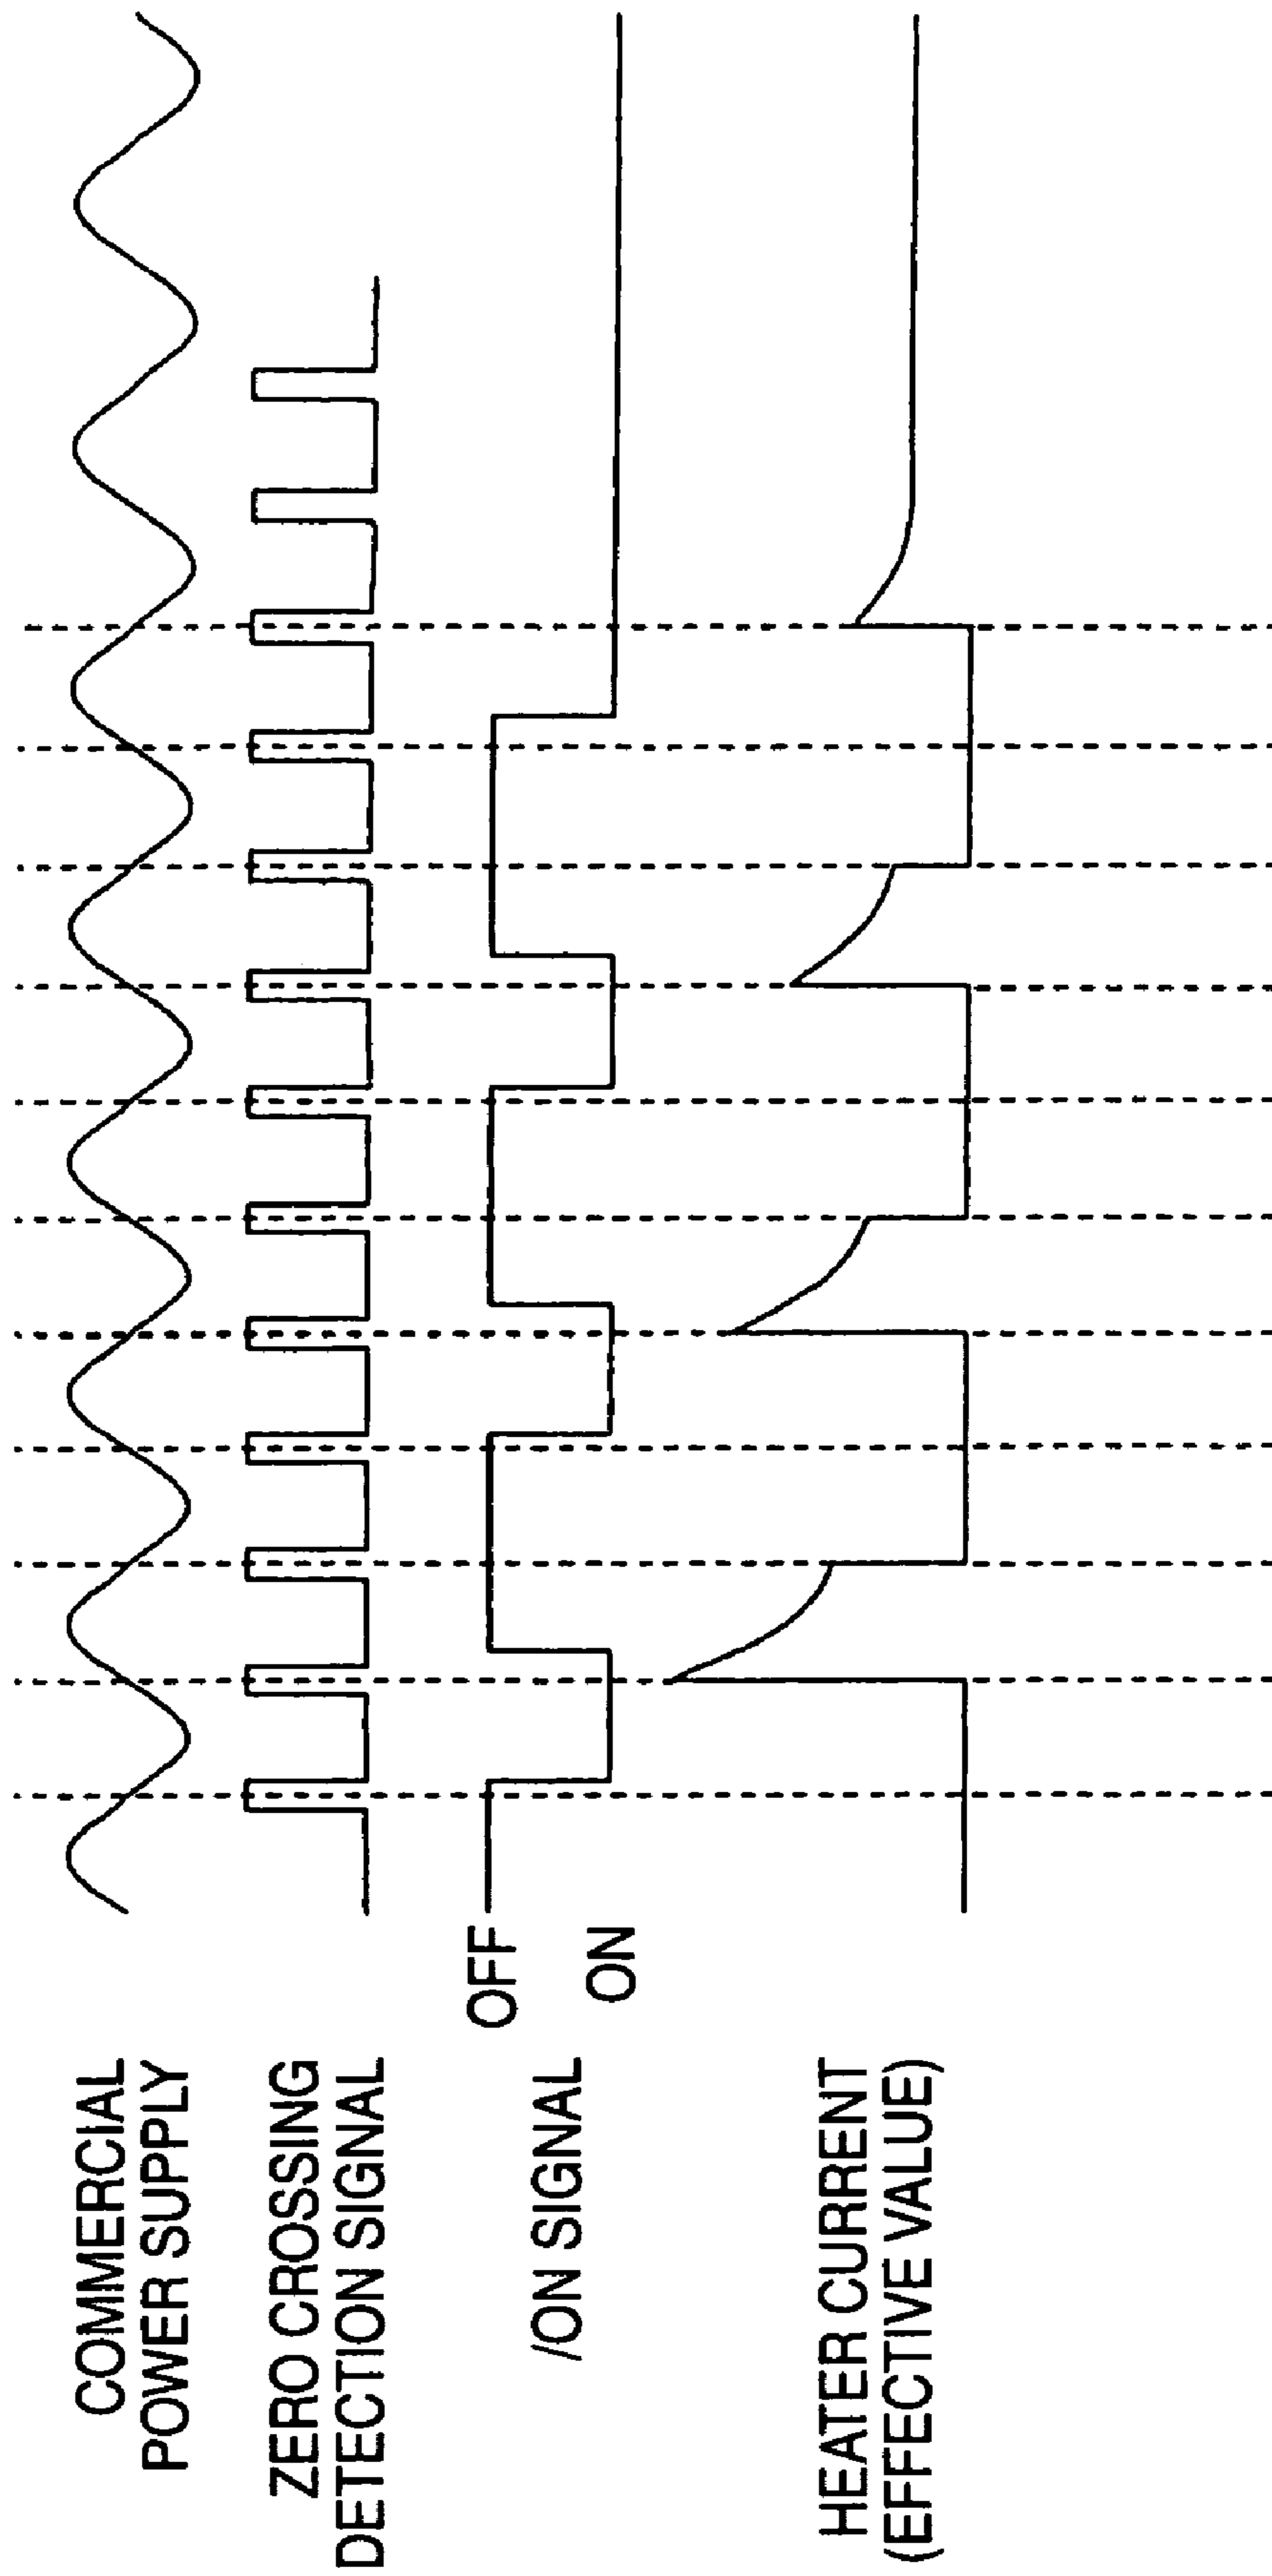 COMMERCIAL
POWER SUPPLY
ZERO CROSSING
DETECTION SIGNAL
/ON SIGNAL
OFF
ON
HEATER CURRENT
(EFFECTIVE VALUE)